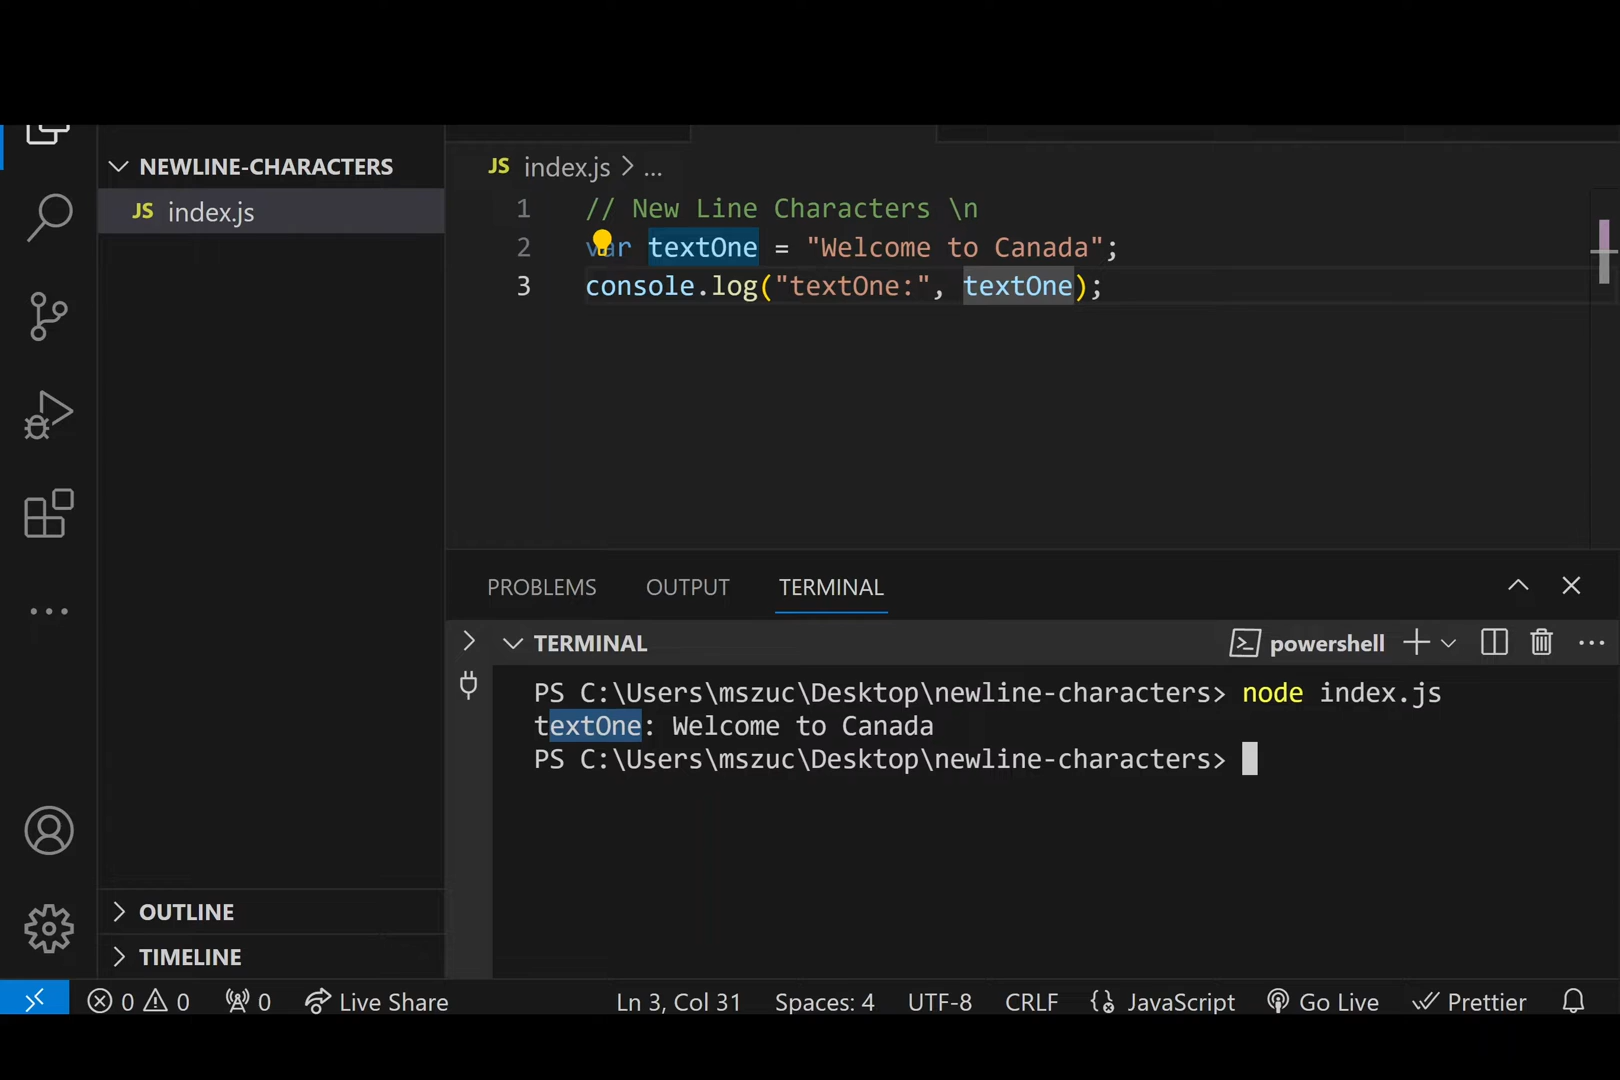 NEWLINE-CHARACTERS
JS index.js
JS index.js > ...
1 // New Line Characters \n
2 var textOne = "Welcome to Canada";
3 console.log("textOne:", textOne);
PROBLEMS OUTPUT TERMINAL
TERMINAL powershell
PS C:\Users\mszuc\Desktop\newline-characters> node index.js
textOne: Welcome to Canada
PS C:\Users\mszuc\Desktop\newline-characters>
OUTLINE
TIMELINE
0 0 0 Live Share Ln 3, Col 31 Spaces: 4 UTF-8 CRLF JavaScript Go Live Prettier